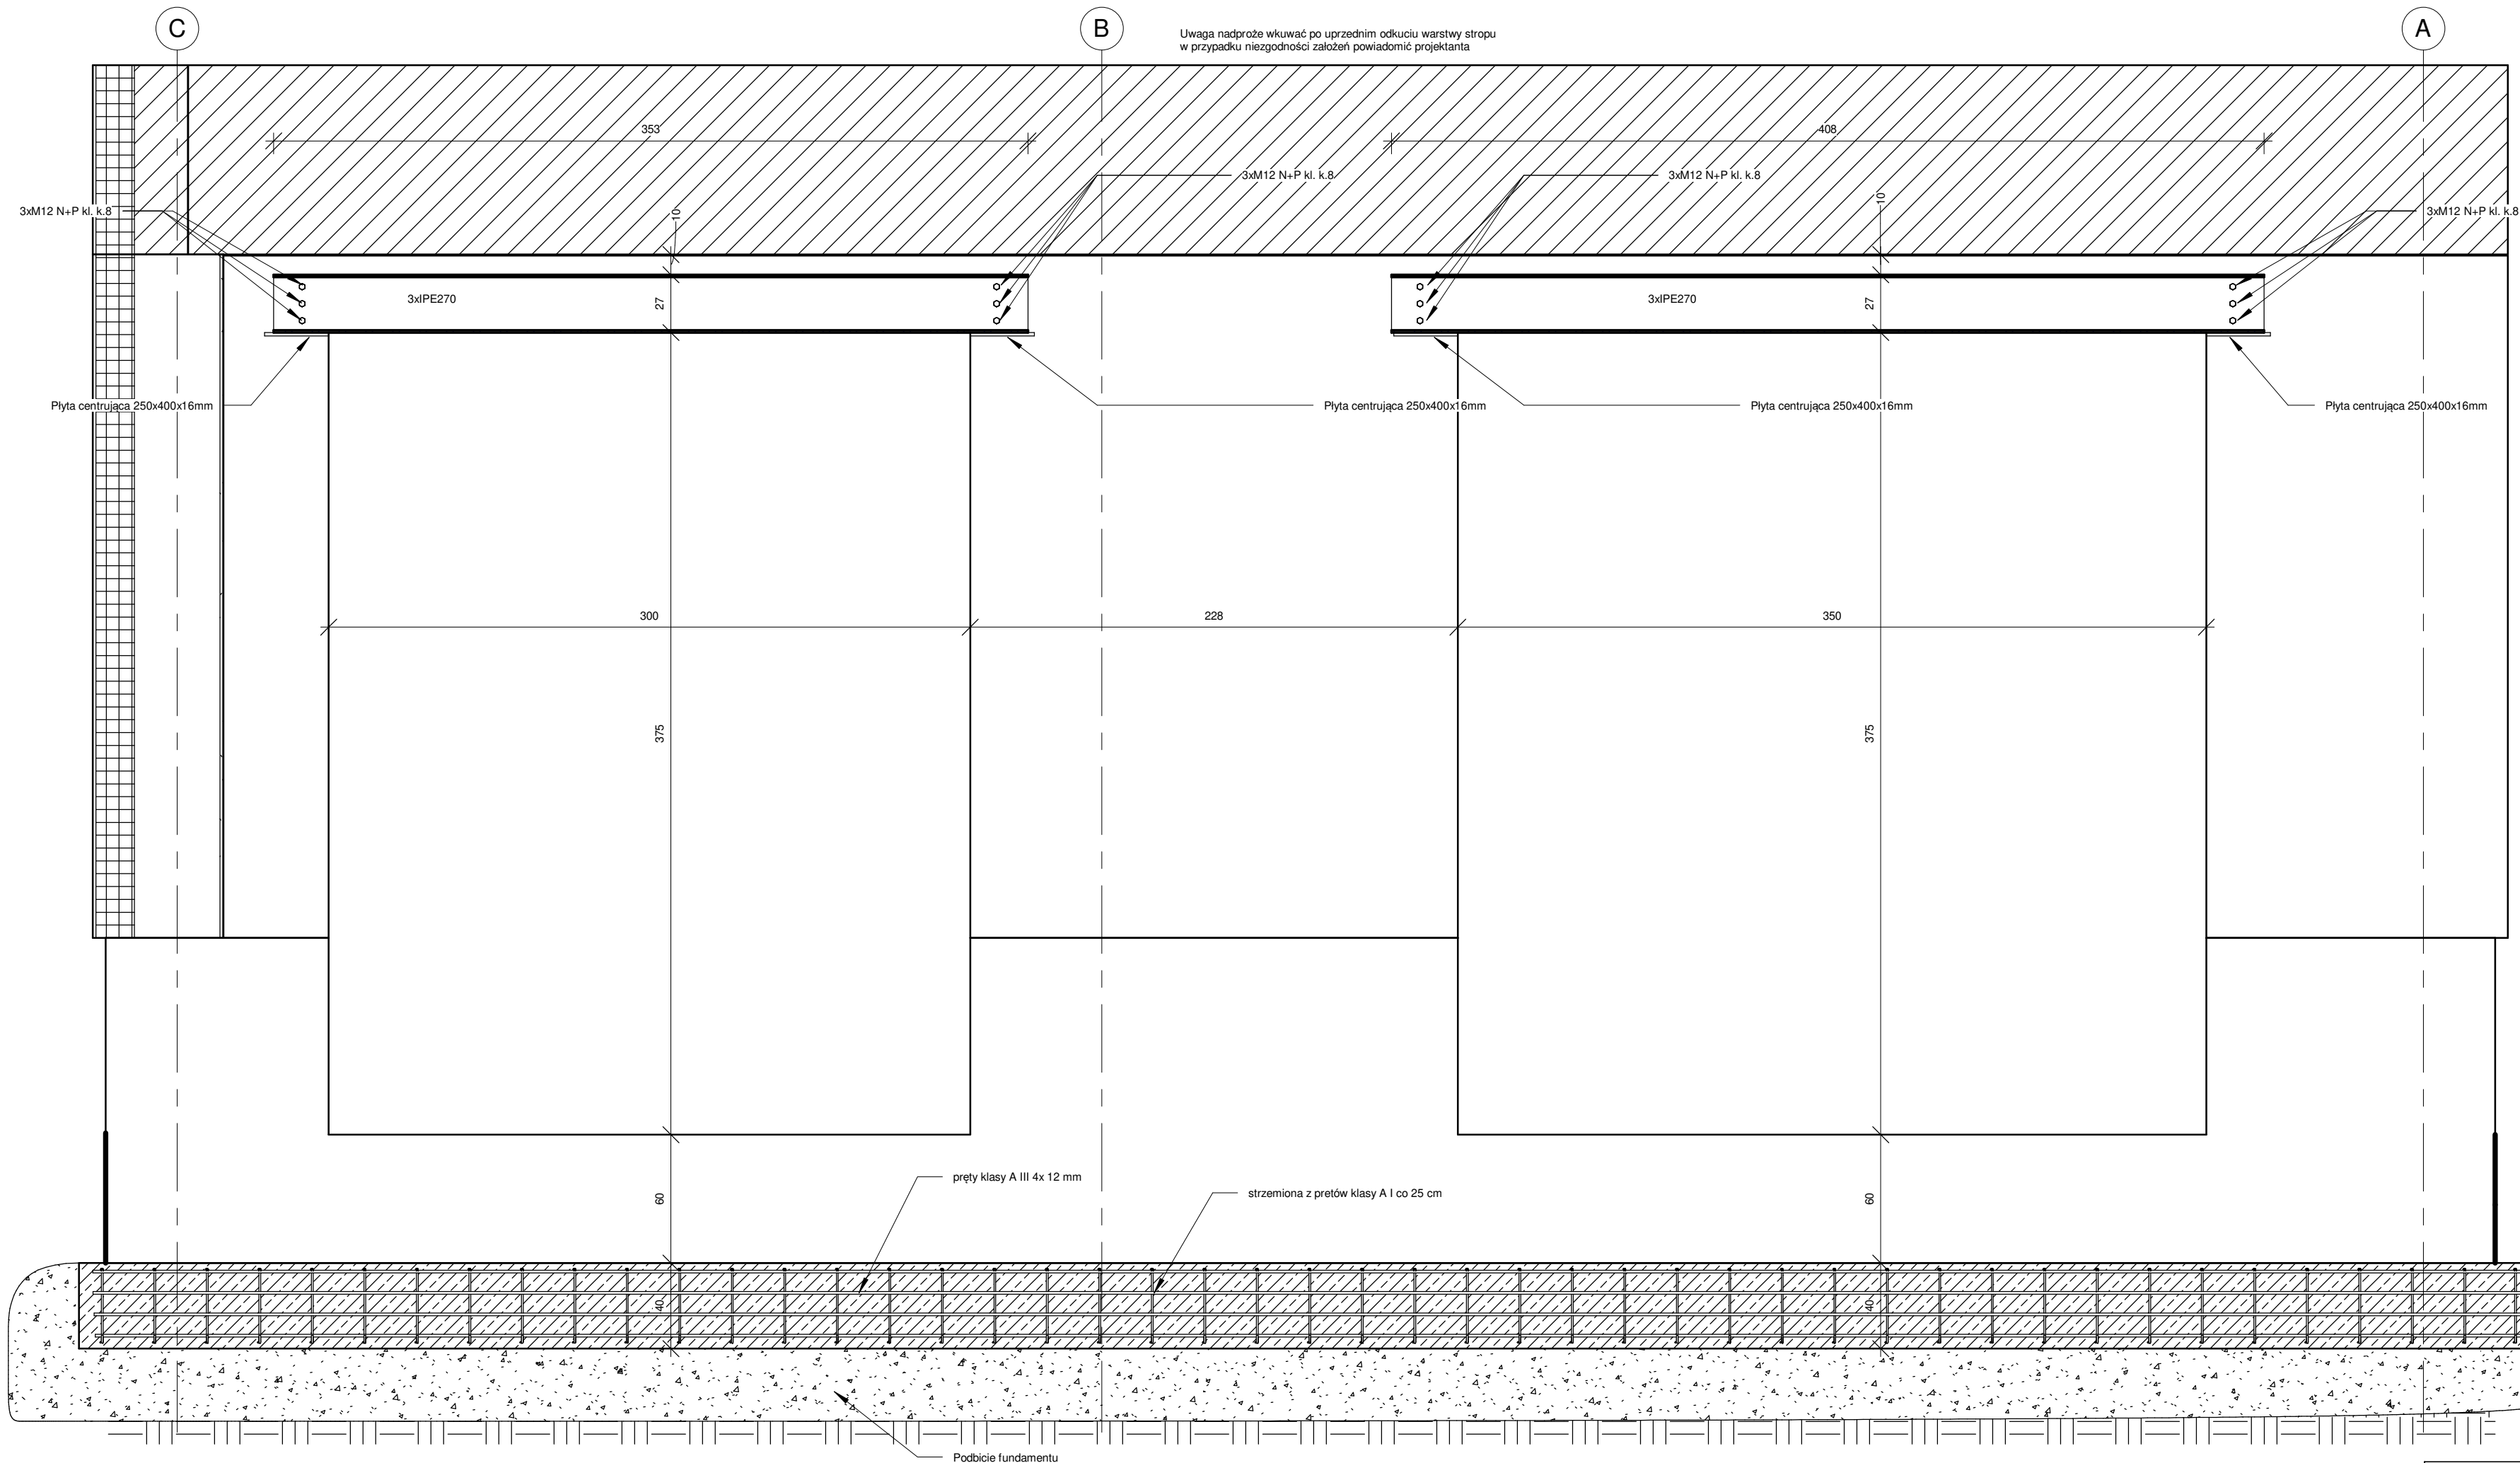 C
B
A
Uwaga nadproże wkuwać po uprzednim odkuciu warstwy stropu
w przypadku niezgodności założeń powiadomić projektanta
353
408
3xM12 N+P kl. k.8
3xM12 N+P kl. k.8
3xM12 N+P kl. k.8
3xM12 N+P kl. k.8
10
10
3xIPE270
27
3xIPE270
27
Płyta centrująca 250x400x16mm
Płyta centrująca 250x400x16mm
Płyta centrująca 250x400x16mm
Płyta centrująca 250x400x16mm
300
228
350
375
375
pręty klasy A III 4x 12 mm
strzemiona z pretów klasy A I co 25 cm
60
60
40
40
Podbicie fundamentu